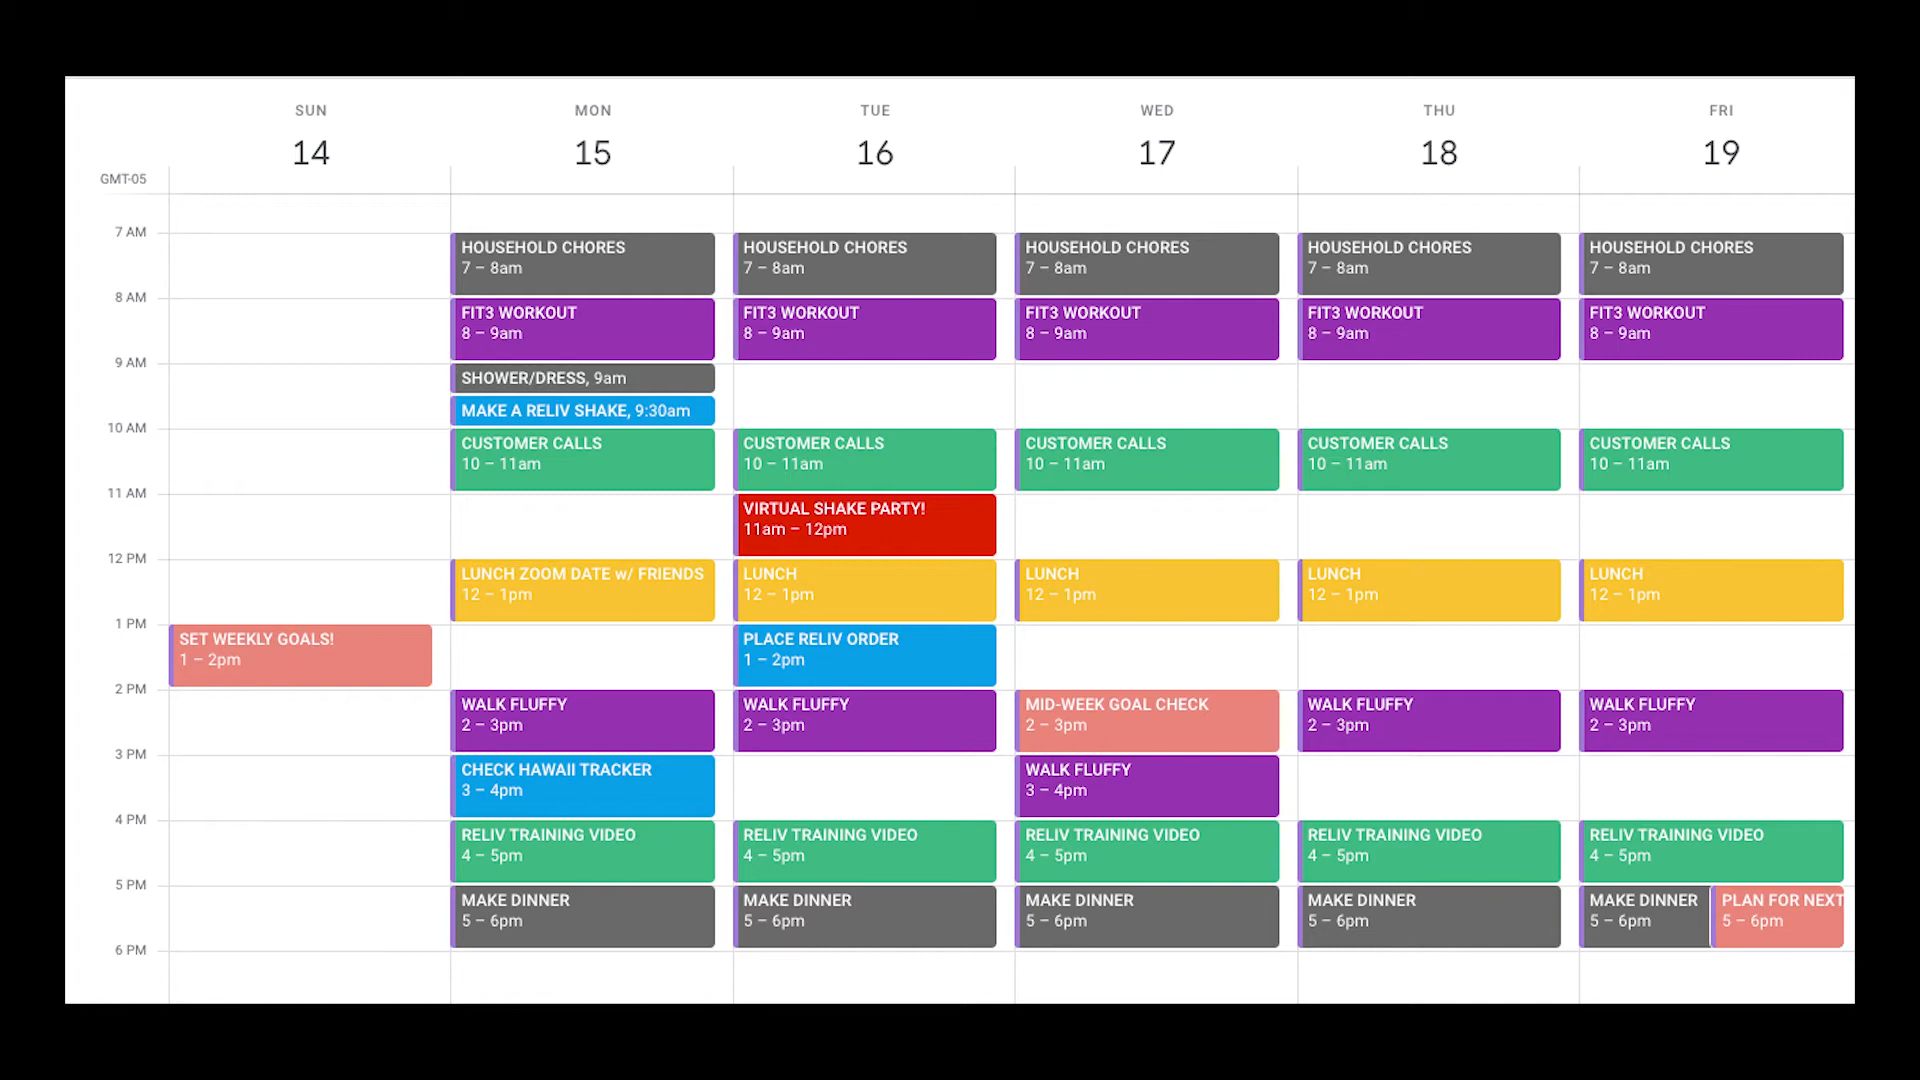 SUN
MON
TUE
WED
THU
FRI
14
15
16
17
18
19
GMT-05
7 AM
HOUSEHOLD CHORES
7 – 8am
HOUSEHOLD CHORES
7 – 8am
HOUSEHOLD CHORES
7 – 8am
HOUSEHOLD CHORES
7 – 8am
HOUSEHOLD CHORES
7 – 8am
8 AM
FIT3 WORKOUT
8 – 9am
FIT3 WORKOUT
8 – 9am
FIT3 WORKOUT
8 – 9am
FIT3 WORKOUT
8 – 9am
FIT3 WORKOUT
8 – 9am
9 AM
SHOWER/DRESS, 9am
MAKE A RELIV SHAKE, 9:30am
10 AM
CUSTOMER CALLS
10 – 11am
CUSTOMER CALLS
10 – 11am
CUSTOMER CALLS
10 – 11am
CUSTOMER CALLS
10 – 11am
CUSTOMER CALLS
10 – 11am
11 AM
VIRTUAL SHAKE PARTY!
11am – 12pm
12 PM
LUNCH ZOOM DATE w/ FRIENDS
12 – 1pm
LUNCH
12 – 1pm
LUNCH
12 – 1pm
LUNCH
12 – 1pm
LUNCH
12 – 1pm
1 PM
SET WEEKLY GOALS!
1 – 2pm
PLACE RELIV ORDER
1 – 2pm
2 PM
WALK FLUFFY
2 – 3pm
WALK FLUFFY
2 – 3pm
MID-WEEK GOAL CHECK
2 – 3pm
WALK FLUFFY
2 – 3pm
WALK FLUFFY
2 – 3pm
3 PM
CHECK HAWAII TRACKER
3 – 4pm
WALK FLUFFY
3 – 4pm
4 PM
RELIV TRAINING VIDEO
4 – 5pm
RELIV TRAINING VIDEO
4 – 5pm
RELIV TRAINING VIDEO
4 – 5pm
RELIV TRAINING VIDEO
4 – 5pm
RELIV TRAINING VIDEO
4 – 5pm
5 PM
MAKE DINNER
5 – 6pm
MAKE DINNER
5 – 6pm
MAKE DINNER
5 – 6pm
MAKE DINNER
5 – 6pm
MAKE DINNER
5 – 6pm
PLAN FOR NEXT
5 – 6pm
6 PM